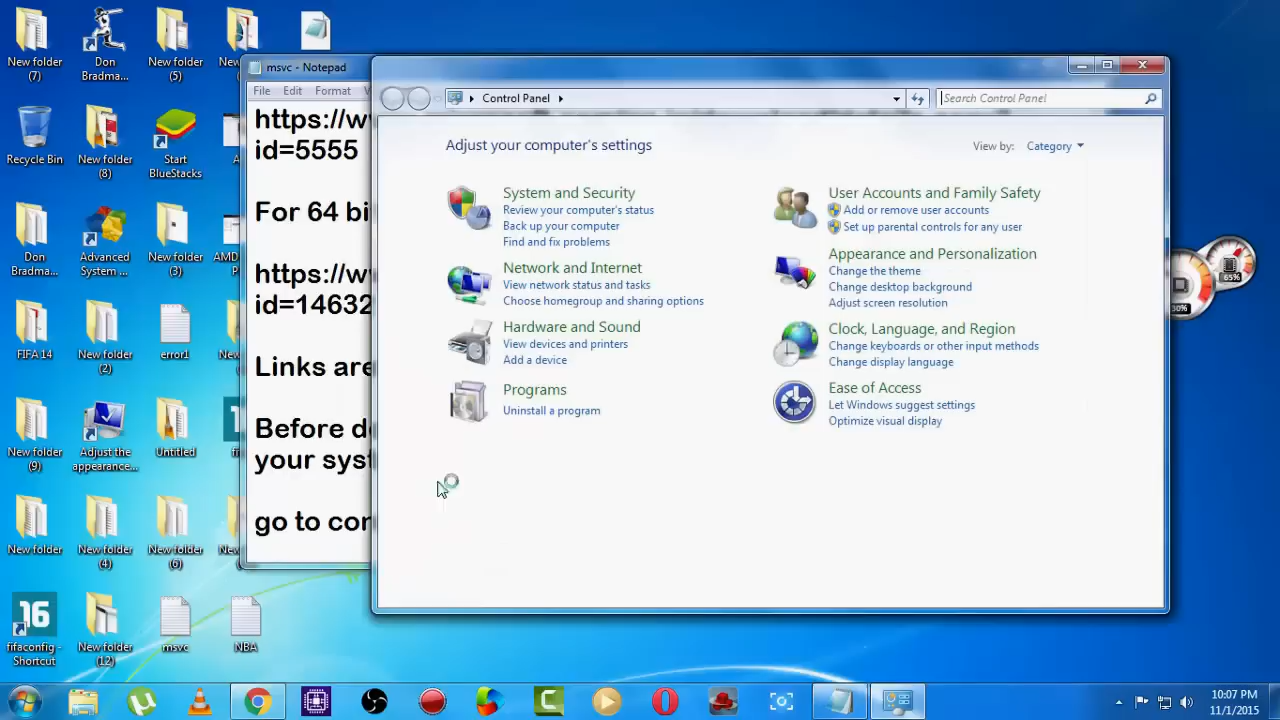 New folder
(7)
Don
Bradma...
New folder
(5)
Recycle Bin
New folder
(8)
Start
BlueStacks
Don
Bradma...
Advanced
System ...
New folder
(3)
FIFA 14
New folder
(2)
error1
New folder
(9)
Adjust the
appearance...
Untitled
New folder
New folder
(4)
New folder
(6)
16
fifaconfig -
Shortcut
New folder
(12)
msvc
NBA
msvc - Notepad
File Edit Format
https://w
id=5555
For 64 bi
https://w
id=14632
Links are
Before d
your syst
go to con
Control Panel
Search Control Panel
Adjust your computer's settings
View by: Category
System and Security
Review your computer's status
Back up your computer
Find and fix problems
Network and Internet
View network status and tasks
Choose homegroup and sharing options
Hardware and Sound
View devices and printers
Add a device
Programs
Uninstall a program
User Accounts and Family Safety
Add or remove user accounts
Set up parental controls for any user
Appearance and Personalization
Change the theme
Change desktop background
Adjust screen resolution
Clock, Language, and Region
Change keyboards or other input methods
Change display language
Ease of Access
Let Windows suggest settings
Optimize visual display
65%
30%
10:07 PM
11/1/2015